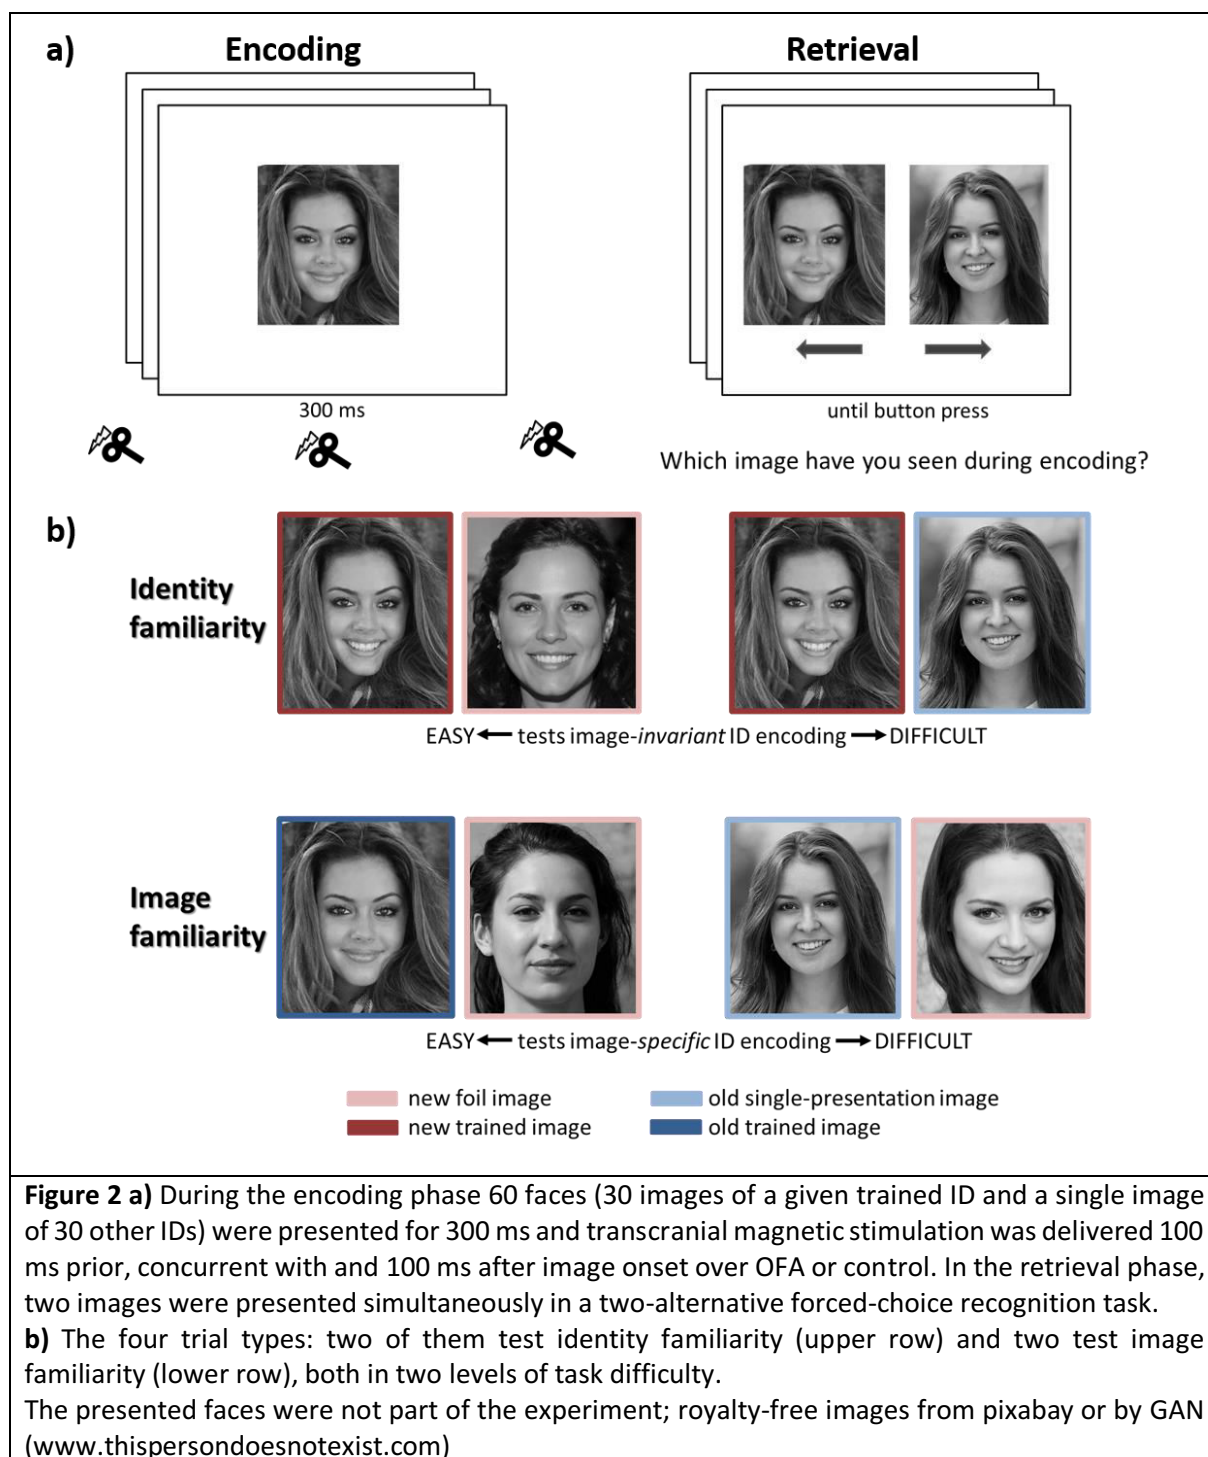 a)
Encoding
Retrieval
300 ms
until button press
Which image have you seen during encoding?
b)
Identity
familiarity
EASY ← tests image-invariant ID encoding → DIFFICULT
Image
familiarity
EASY ← tests image-specific ID encoding → DIFFICULT
new foil image
old single-presentation image
new trained image
old trained image
Figure 2 a) During the encoding phase 60 faces (30 images of a given trained ID and a single image
of 30 other IDs) were presented for 300 ms and transcranial magnetic stimulation was delivered 100
ms prior, concurrent with and 100 ms after image onset over OFA or control. In the retrieval phase,
two images were presented simultaneously in a two-alternative forced-choice recognition task.
b) The four trial types: two of them test identity familiarity (upper row) and two test image
familiarity (lower row), both in two levels of task difficulty.
The presented faces were not part of the experiment; royalty-free images from pixabay or by GAN
(www.thispersondoesnotexist.com)